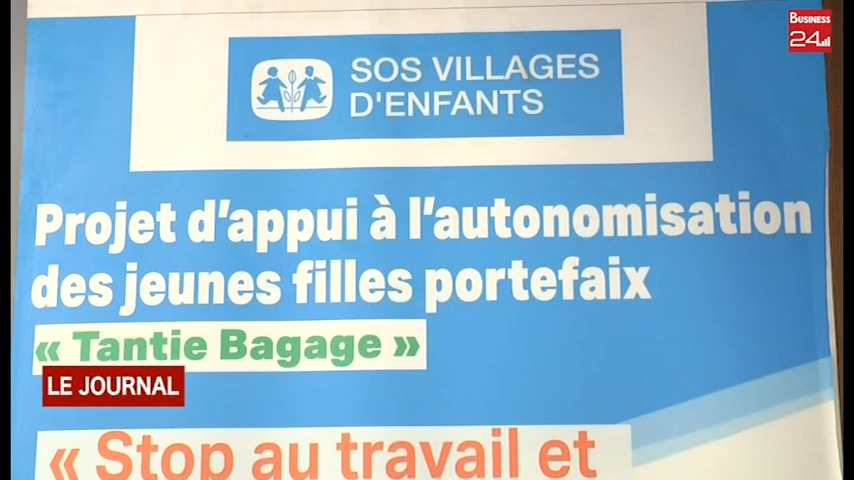 BUSINESS
24
SOS VILLAGES
D'ENFANTS
Projet d'appui à l'autonomisation
des jeunes filles portefaix
« Tantie Bagage »
LE JOURNAL
« Stop au travail et